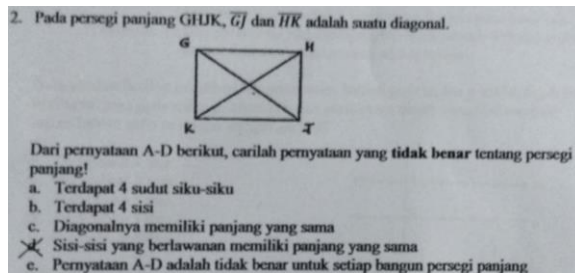 2. Pada persegi panjang GHJK, GJ dan HK adalah suatu diagonal.
G H
K J
Dari pernyataan A-D berikut, carilah pernyataan yang tidak benar tentang persegi
panjang!
a. Terdapat 4 sudut siku-siku
b. Terdapat 4 sisi
c. Diagonalnya memiliki panjang yang sama
d. Sisi-sisi yang berlawanan memiliki panjang yang sama
e. Pernyataan A-D adalah tidak benar untuk setiap bangun persegi panjang